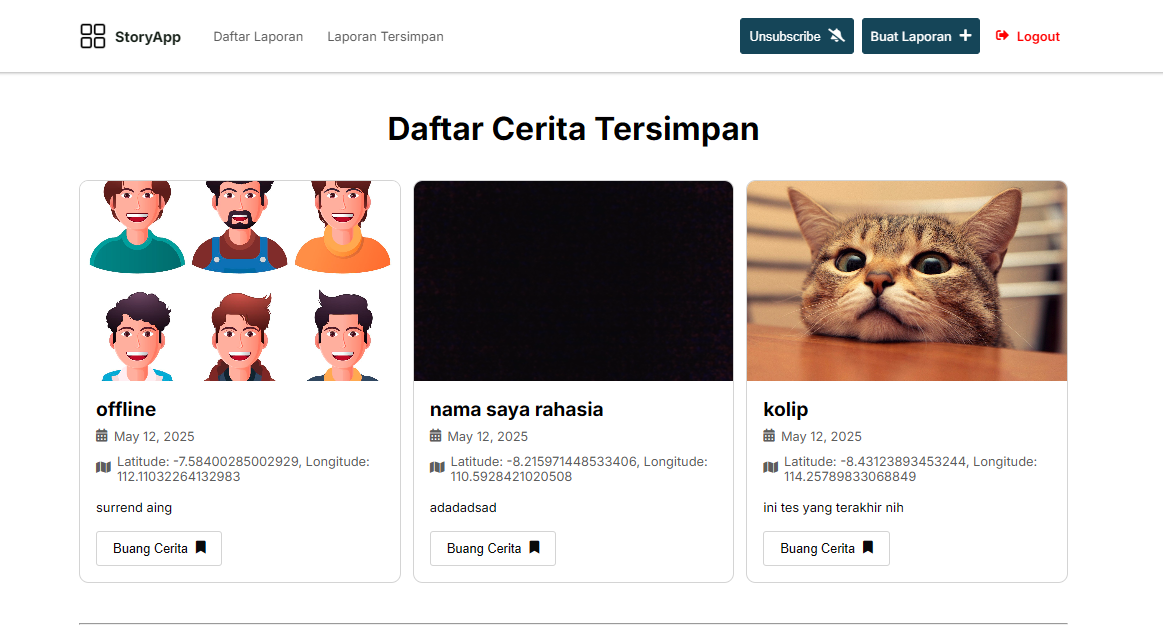 StoryApp
Daftar Laporan
Laporan Tersimpan
Unsubscribe
Buat Laporan
Logout
Daftar Cerita Tersimpan
offline
May 12, 2025
Latitude: -7.58400285002929, Longitude:
112.11032264132983
surrend aing
Buang Cerita
nama saya rahasia
May 12, 2025
Latitude: -8.215971448533406, Longitude:
110.5928421020508
adadadsad
Buang Cerita
kolip
May 12, 2025
Latitude: -8.43123893453244, Longitude:
114.25789833068849
ini tes yang terakhir nih
Buang Cerita